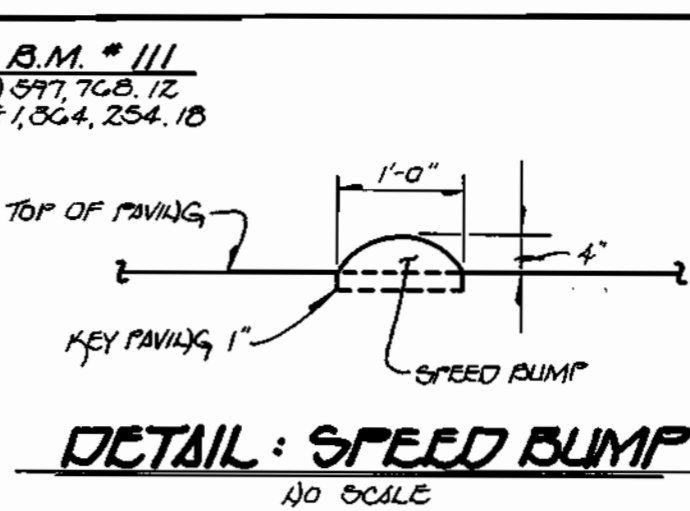 B.M. # 111
597,768.12
1,864,254.18
1'-0"
TOP OF PAVING
4"
KEY PAVING 1"
SPEED BUMP
DETAIL : SPEED BUMP
NO SCALE